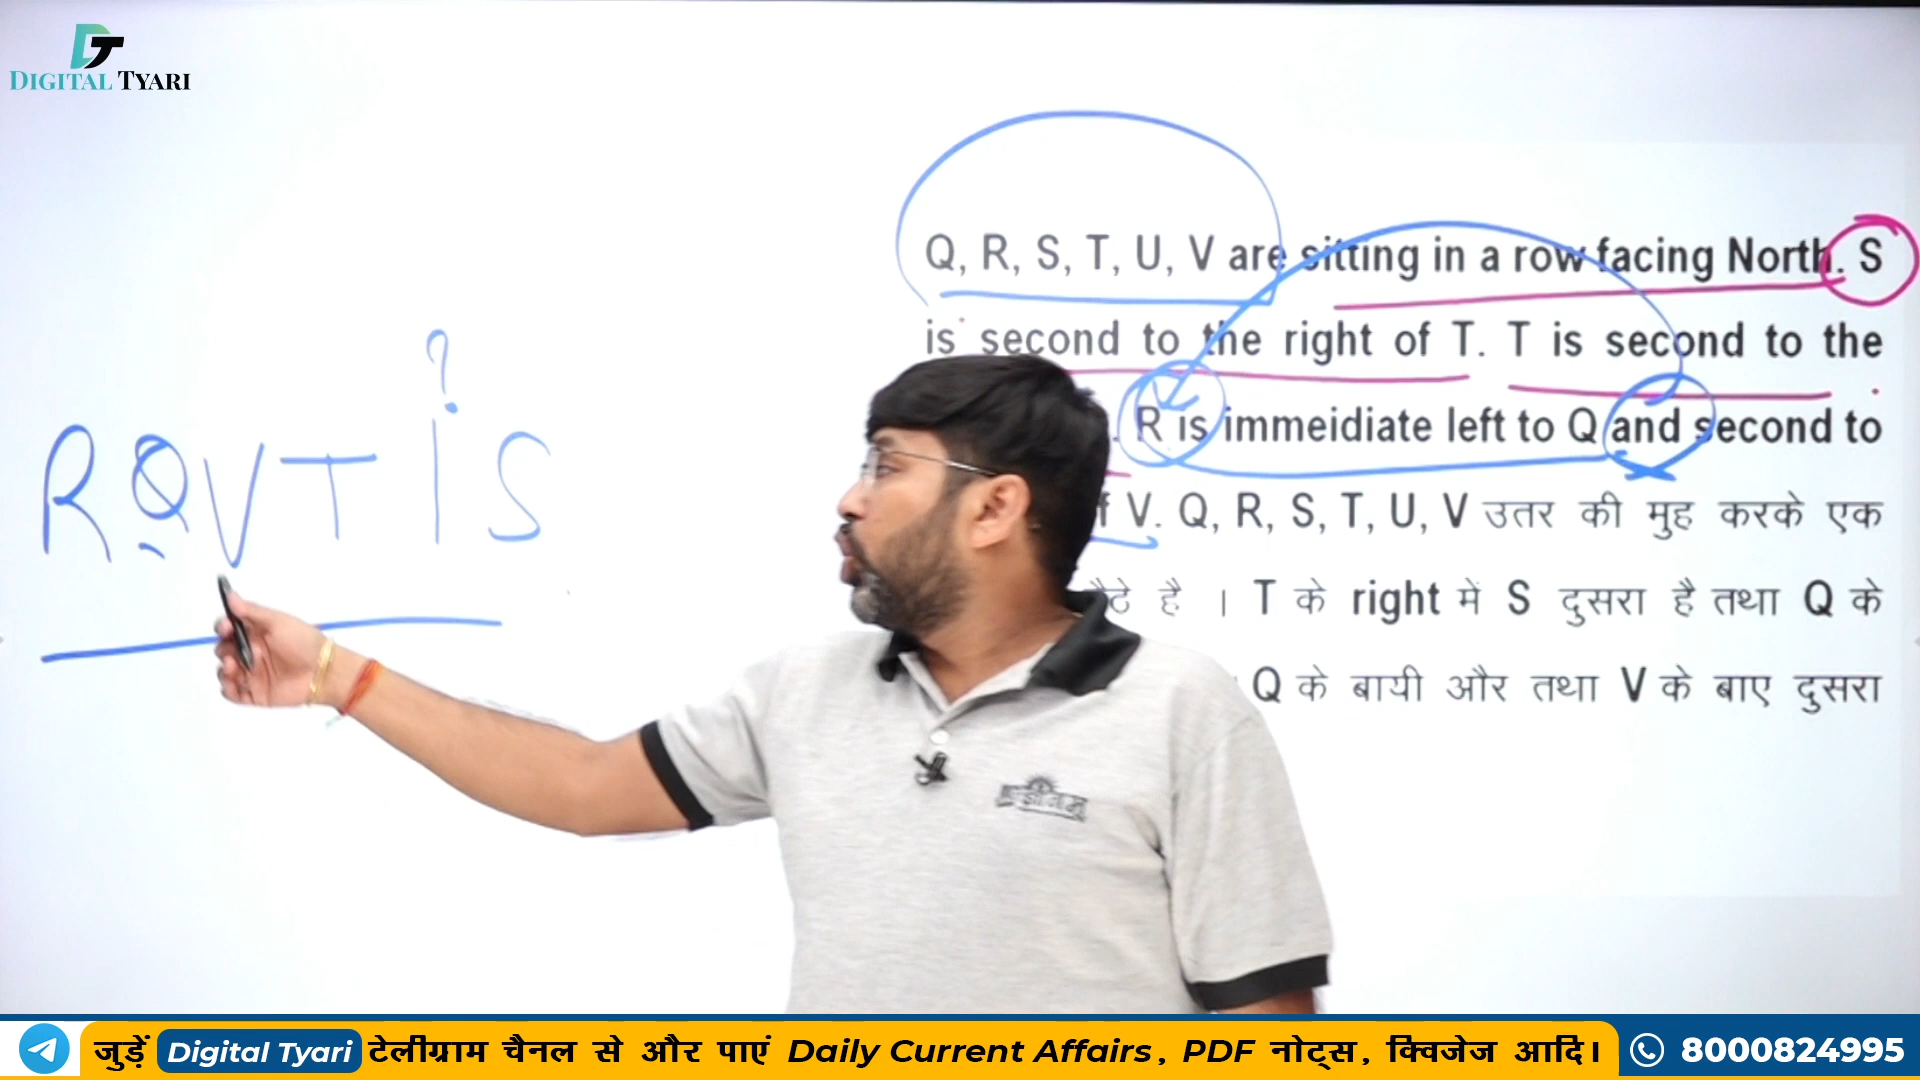 DT
DIGITAL TYARI
Q, R, S, T, U, V are sitting in a row facing North. S
is second to the right of T. T is second to the
R is immeidiate left to Q and second to
f V. Q, R, S, T, U, V उतर की मुह करके एक
बैठे है । T के right में S दुसरा है तथा Q के
Q के बायी और तथा V के बाए दुसरा
?
R Q V T I S
जुड़ें Digital Tyari टेलीग्राम चैनल से और पाएं Daily Current Affairs, PDF नोट्स, क्विजेज आदि। 8000824995